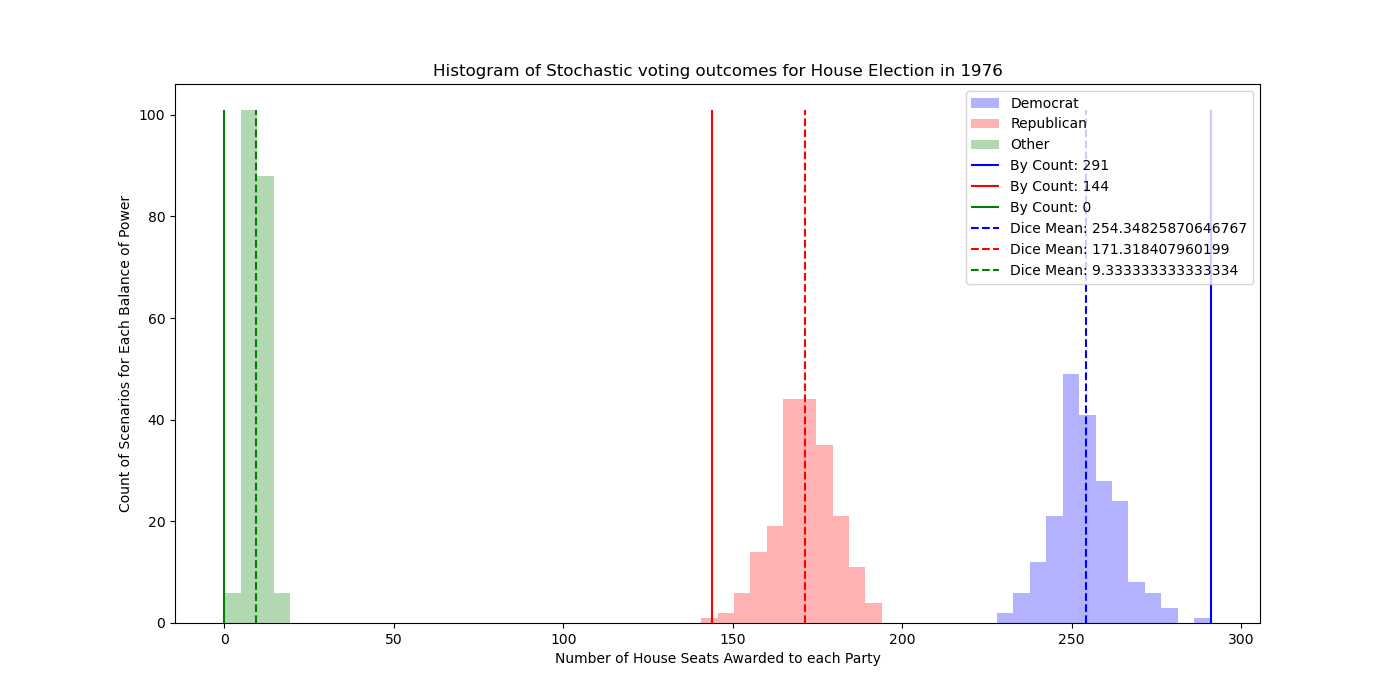 Histogram of Stochastic voting outcomes for House Election in 1976
Democrat
Republican
Other
By Count: 291
By Count: 144
By Count: 0
Dice Mean: 254.34825870646767
Dice Mean: 171.318407960199
Dice Mean: 9.333333333333334
Count of Scenarios for Each Balance of Power
100
80
60
40
20
0
0 50 100 150 200 250 300
Number of House Seats Awarded to each Party